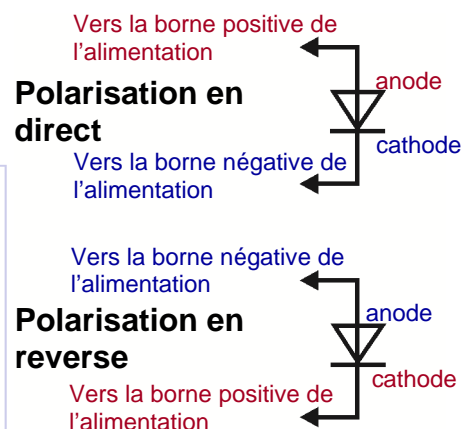 Vers la borne positive de
l'alimentation
anode
Polarisation en
direct
cathode
Vers la borne négative de
l'alimentation
Vers la borne négative de
l'alimentation
anode
Polarisation en
reverse
cathode
Vers la borne positive de
l'alimentation